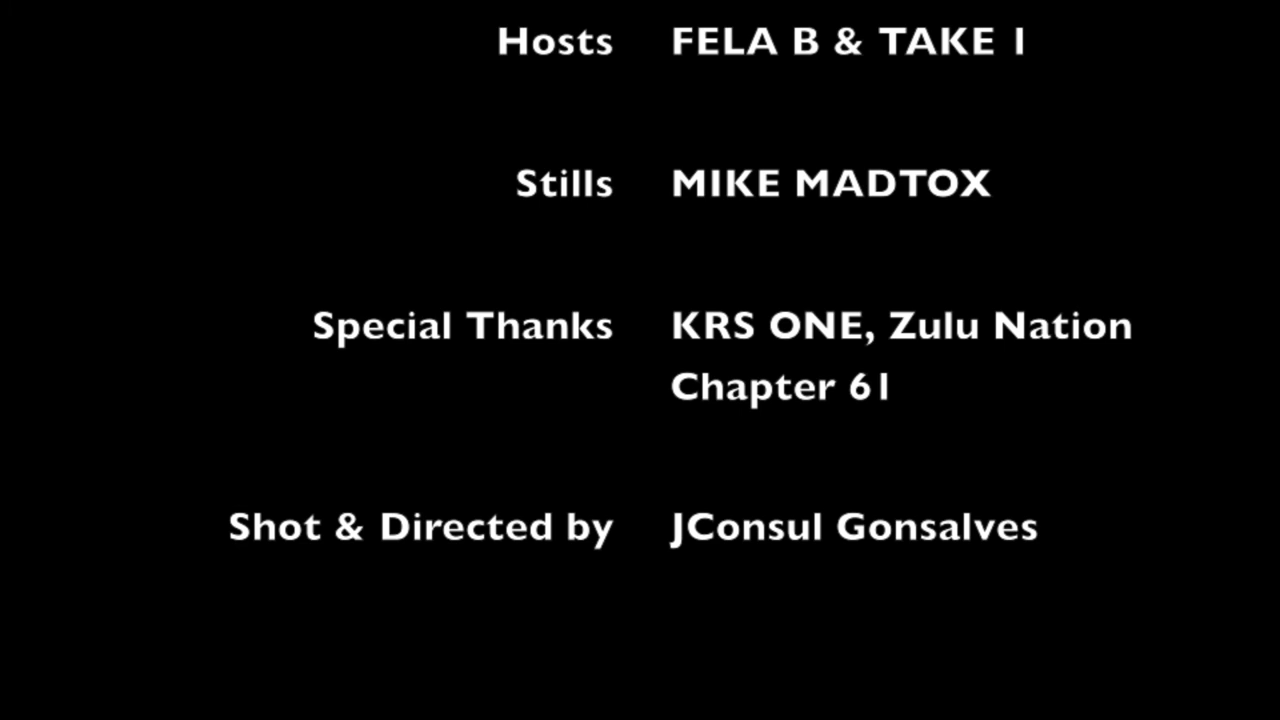 Hosts FELA B & TAKE 1
Stills MIKE MADTOX
Special Thanks KRS ONE, Zulu Nation
Chapter 61
Shot & Directed by JConsul Gonsalves